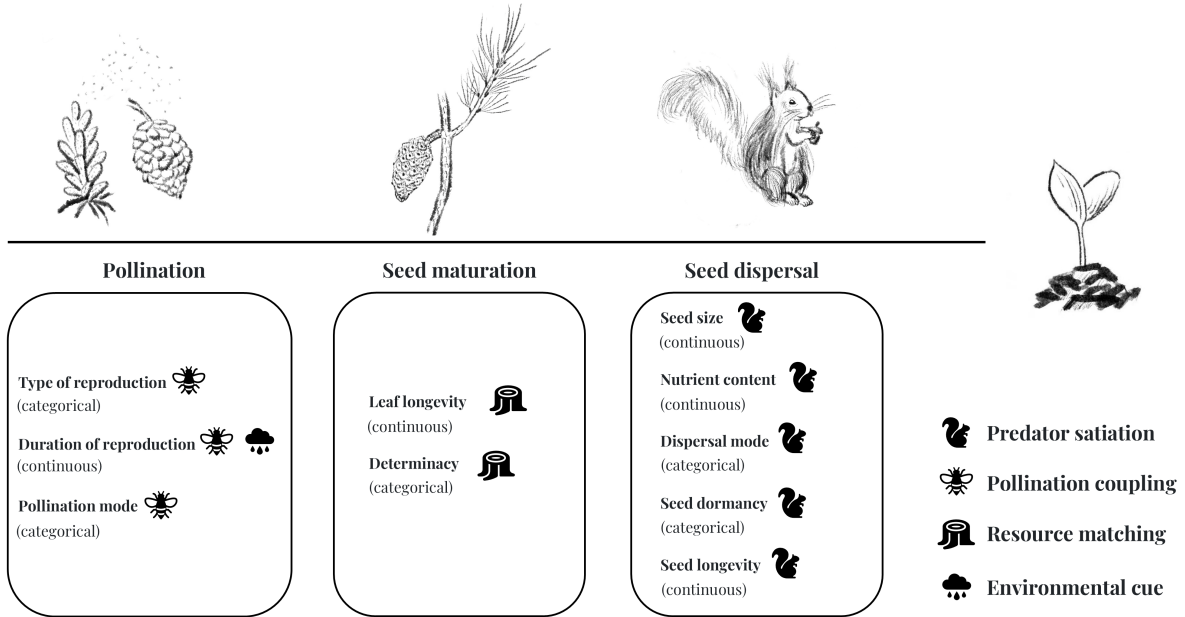 Pollination
Type of reproduction
(categorical)
Duration of reproduction
(continuous)
Pollination mode
(categorical)
Seed maturation
Leaf longevity
(continuous)
Determinacy
(categorical)
Seed dispersal
Seed size
(continuous)
Nutrient content
(continuous)
Dispersal mode
(categorical)
Seed dormancy
(categorical)
Seed longevity
(continuous)
Predator satiation
Pollination coupling
Resource matching
Environmental cue